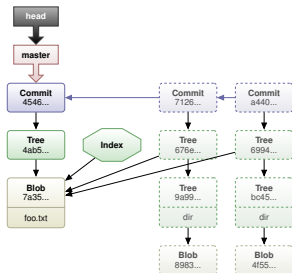 head
master
Commit
4546...
Commit
7126...
Commit
a440...
Tree
4ab5...
Index
Tree
676e...
Tree
6994...
Blob
7a35...
foo.txt
Tree
9a99...
dir
Tree
bc45...
dir
Blob
8983...
Blob
4f55...